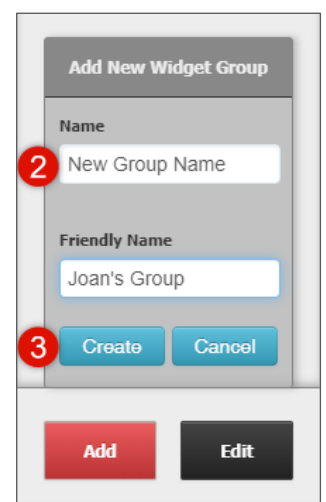 Add New Widget Group
Name
2 New Group Name
Friendly Name
Joan's Group
3 Create Cancel
Add Edit